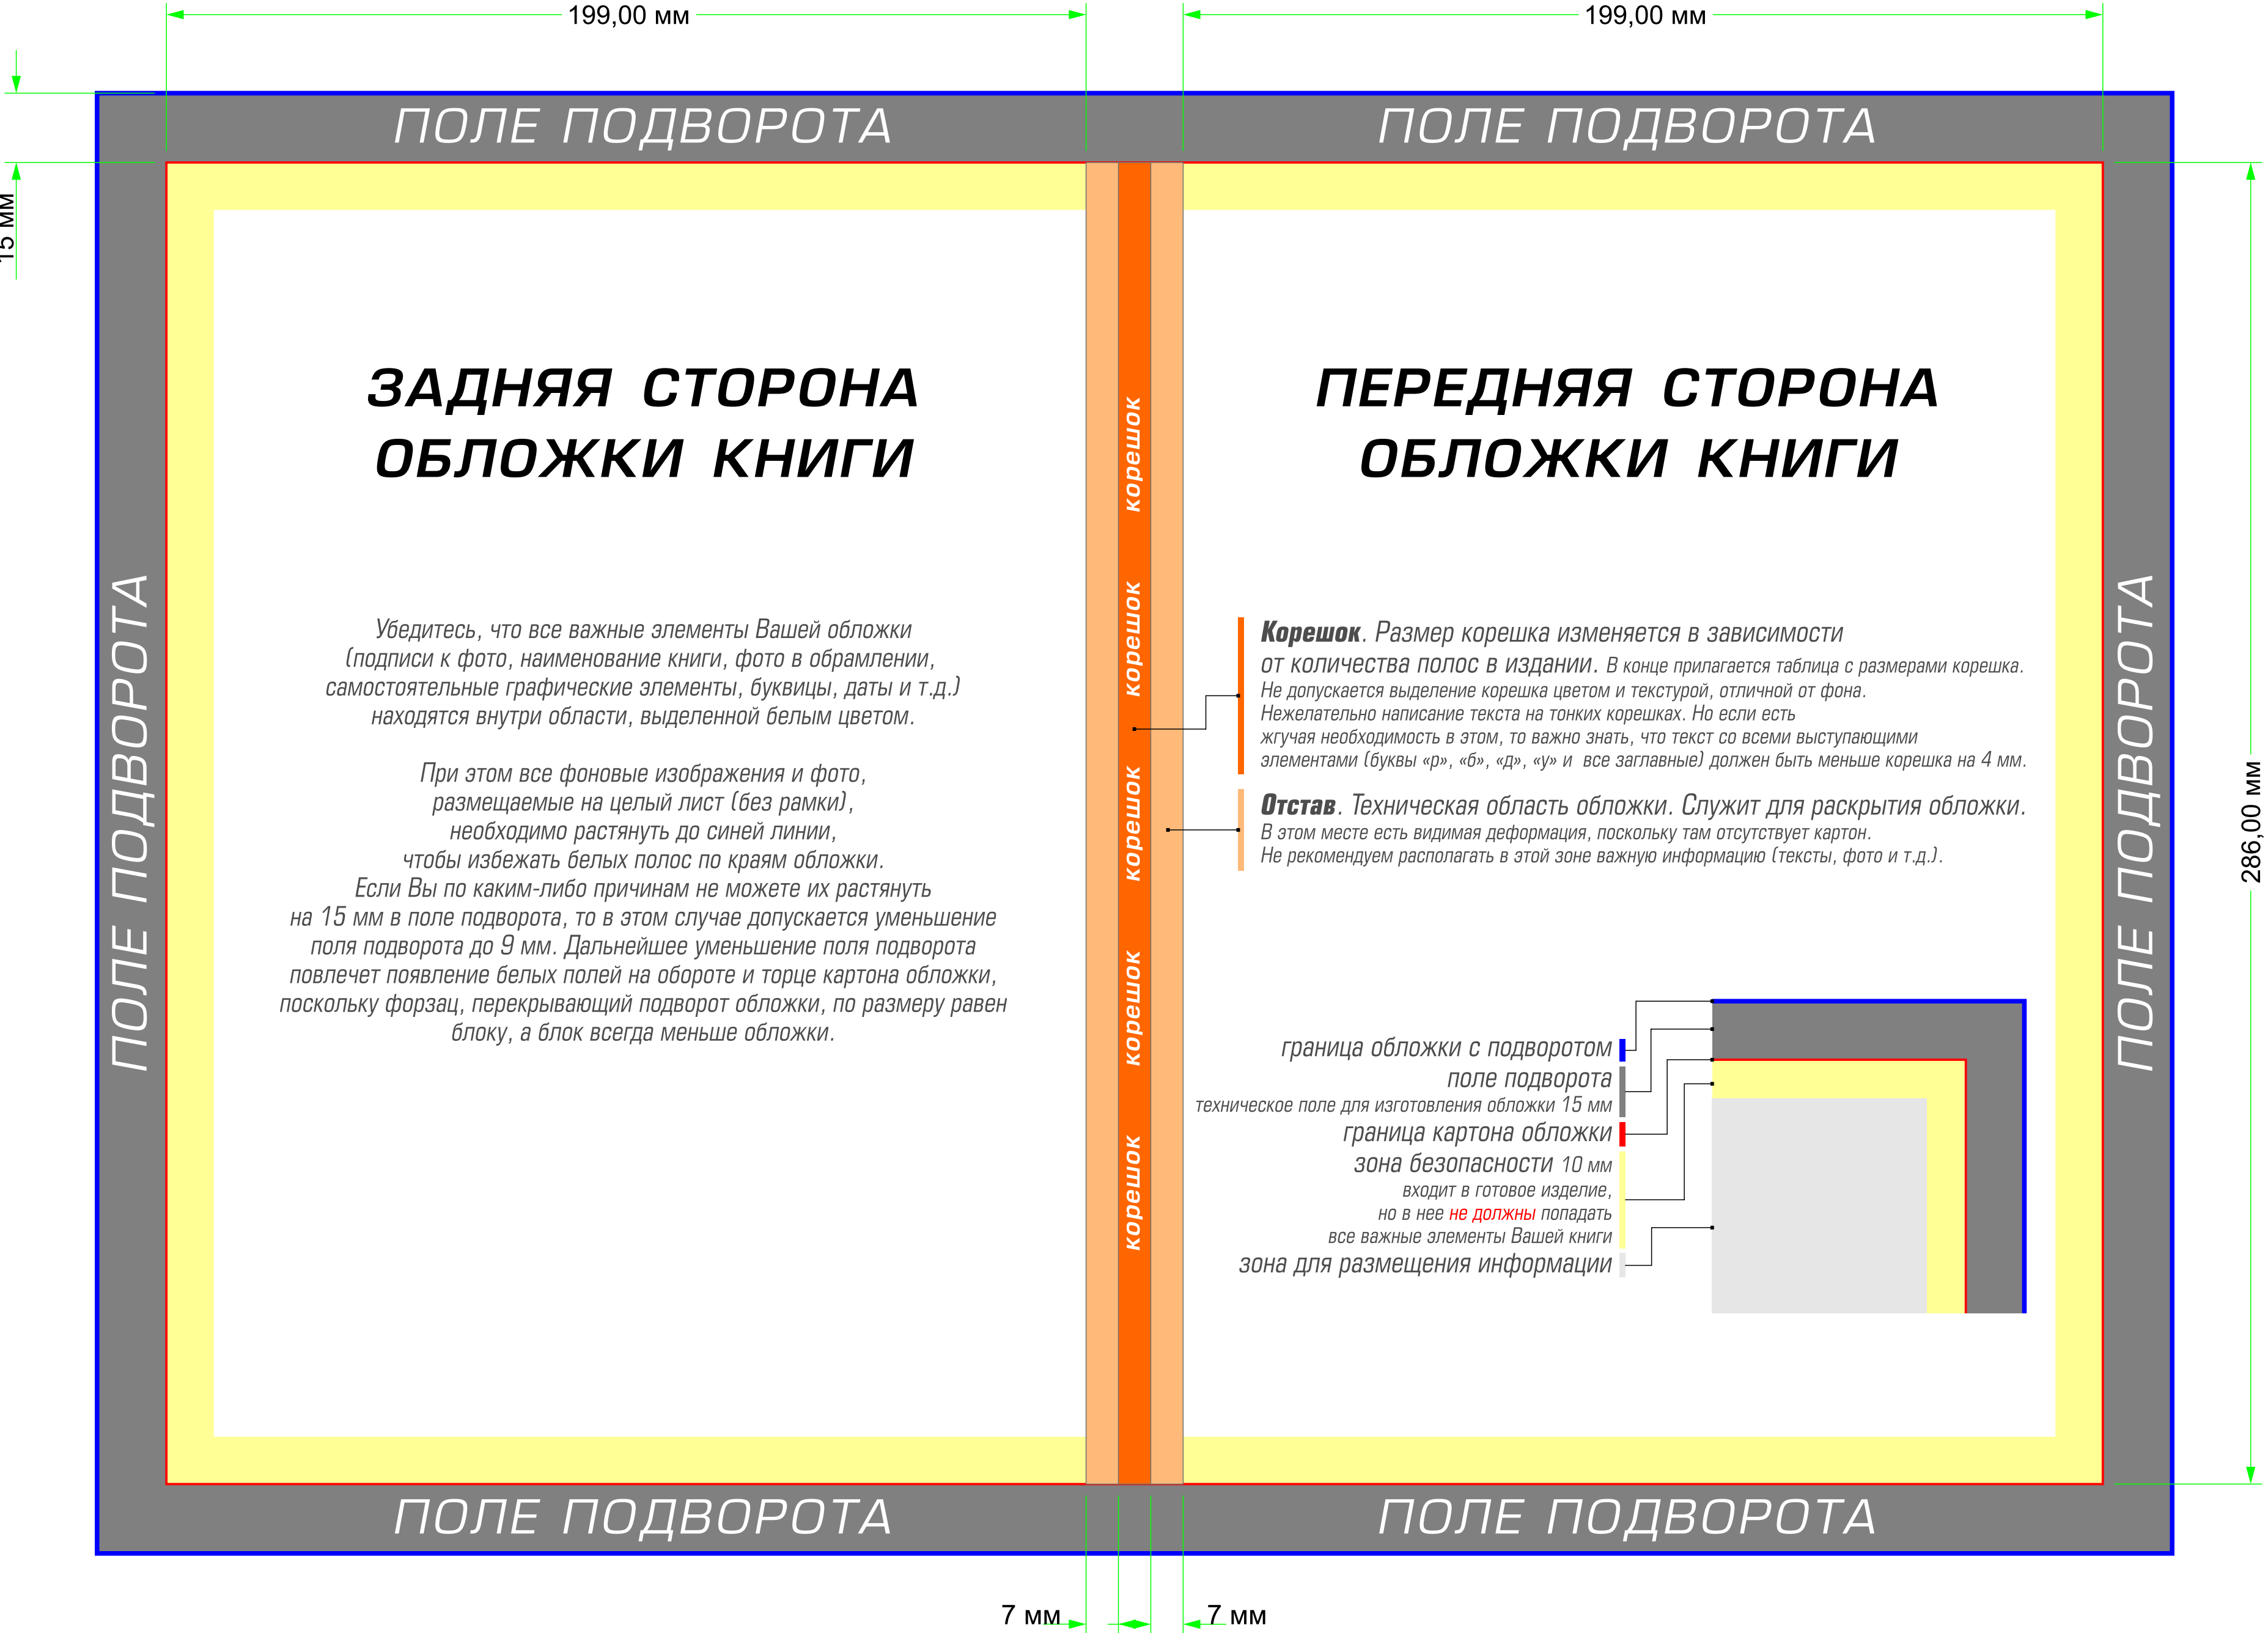 199,00 мм
199,00 мм
ПОЛЕ ПОДВОРОТА
ПОЛЕ ПОДВОРОТА
15 мм
ПОЛЕ ПОДВОРОТА
ЗАДНЯЯ СТОРОНА
ОБЛОЖКИ КНИГИ
Убедитесь, что все важные элементы Вашей обложки
(подписи к фото, наименование книги, фото в обрамлении,
самостоятельные графические элементы, буквицы, даты и т.д.)
находятся внутри области, выделенной белым цветом.
При этом все фоновые изображения и фото,
размещаемые на целый лист (без рамки),
необходимо растянуть до синей линии,
чтобы избежать белых полос по краям обложки.
Если Вы по каким-либо причинам не можете их растянуть
на 15 мм в поле подворота, то в этом случае допускается уменьшение
поля подворота до 9 мм. Дальнейшее уменьшение поля подворота
повлечет появление белых полей на обороте и торце картона обложки,
поскольку форзац, перекрывающий подворот обложки, по размеру равен
блоку, а блок всегда меньше обложки.
корешок
корешок
корешок
корешок
корешок
ПЕРЕДНЯЯ СТОРОНА
ОБЛОЖКИ КНИГИ
Корешок. Размер корешка изменяется в зависимости
от количества полос в издании. В конце прилагается таблица с размерами корешка.
Не допускается выделение корешка цветом и текстурой, отличной от фона.
Нежелательно написание текста на тонких корешках. Но если есть
жгучая необходимость в этом, то важно знать, что текст со всеми выступающими
элементами (буквы «р», «б», «д», «у» и все заглавные) должен быть меньше корешка на 4 мм.
Отстав. Техническая область обложки. Служит для раскрытия обложки.
В этом месте есть видимая деформация, поскольку там отсутствует картон.
Не рекомендуем располагать в этой зоне важную информацию (тексты, фото и т.д.).
граница обложки с подворотом
поле подворота
техническое поле для изготовления обложки 15 мм
граница картона обложки
зона безопасности 10 мм
входит в готовое изделие,
но в нее не должны попадать
все важные элементы Вашей книги
зона для размещения информации
ПОЛЕ ПОДВОРОТА
286,00 мм
ПОЛЕ ПОДВОРОТА
ПОЛЕ ПОДВОРОТА
7 мм
7 мм